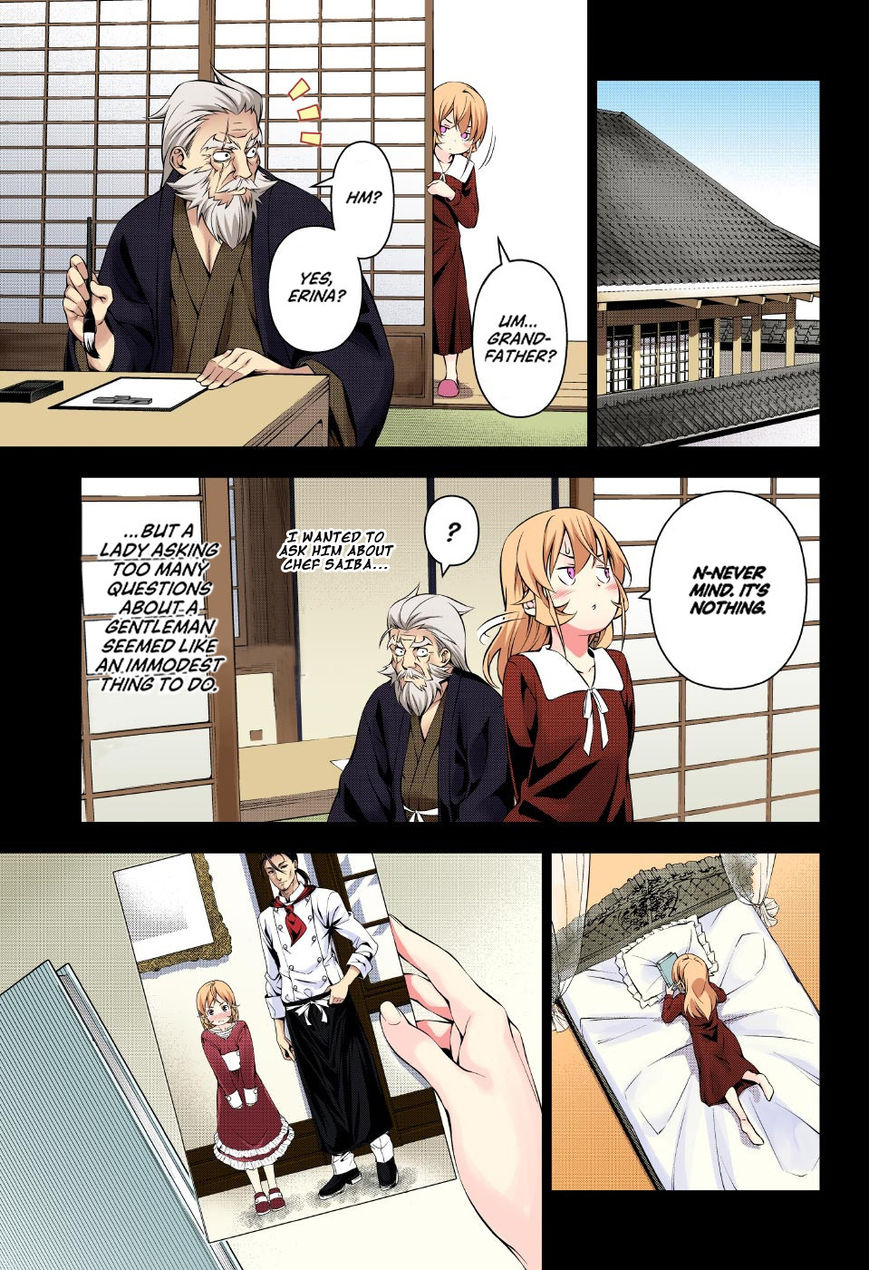 UM...
GRAND-
FATHER?
HM?
YES,
ERINA?
N-NEVER
MIND. IT'S
NOTHING.
?
I WANTED TO
ASK HIM ABOUT
CHEF SAIBA...
...BUT A
LADY ASKING
TOO MANY
QUESTIONS
ABOUT A
GENTLEMAN
SEEMED LIKE
AN IMMODEST
THING TO DO.